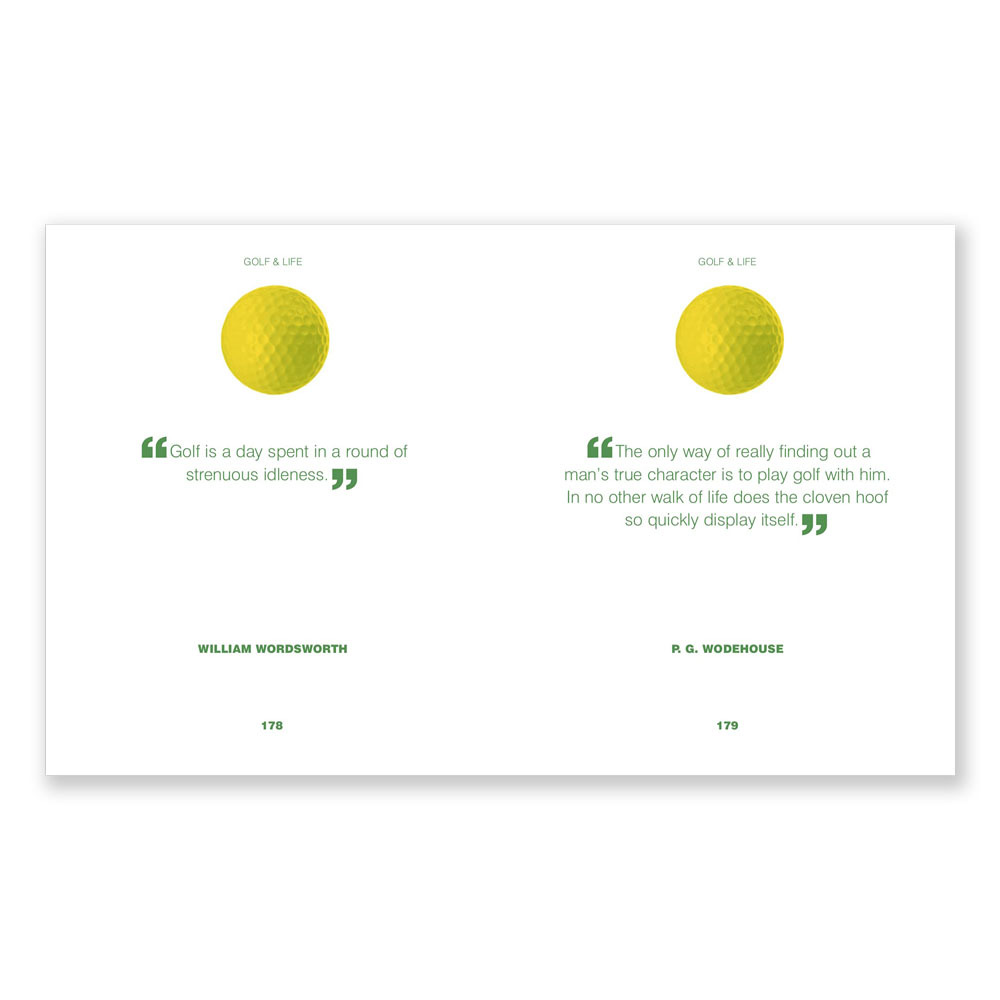 GOLF & LIFE
“Golf is a day spent in a round of
strenuous idleness.”
WILLIAM WORDSWORTH
178
GOLF & LIFE
“The only way of really finding out a
man's true character is to play golf with him.
In no other walk of life does the cloven hoof
so quickly display itself.”
P. G. WODEHOUSE
179